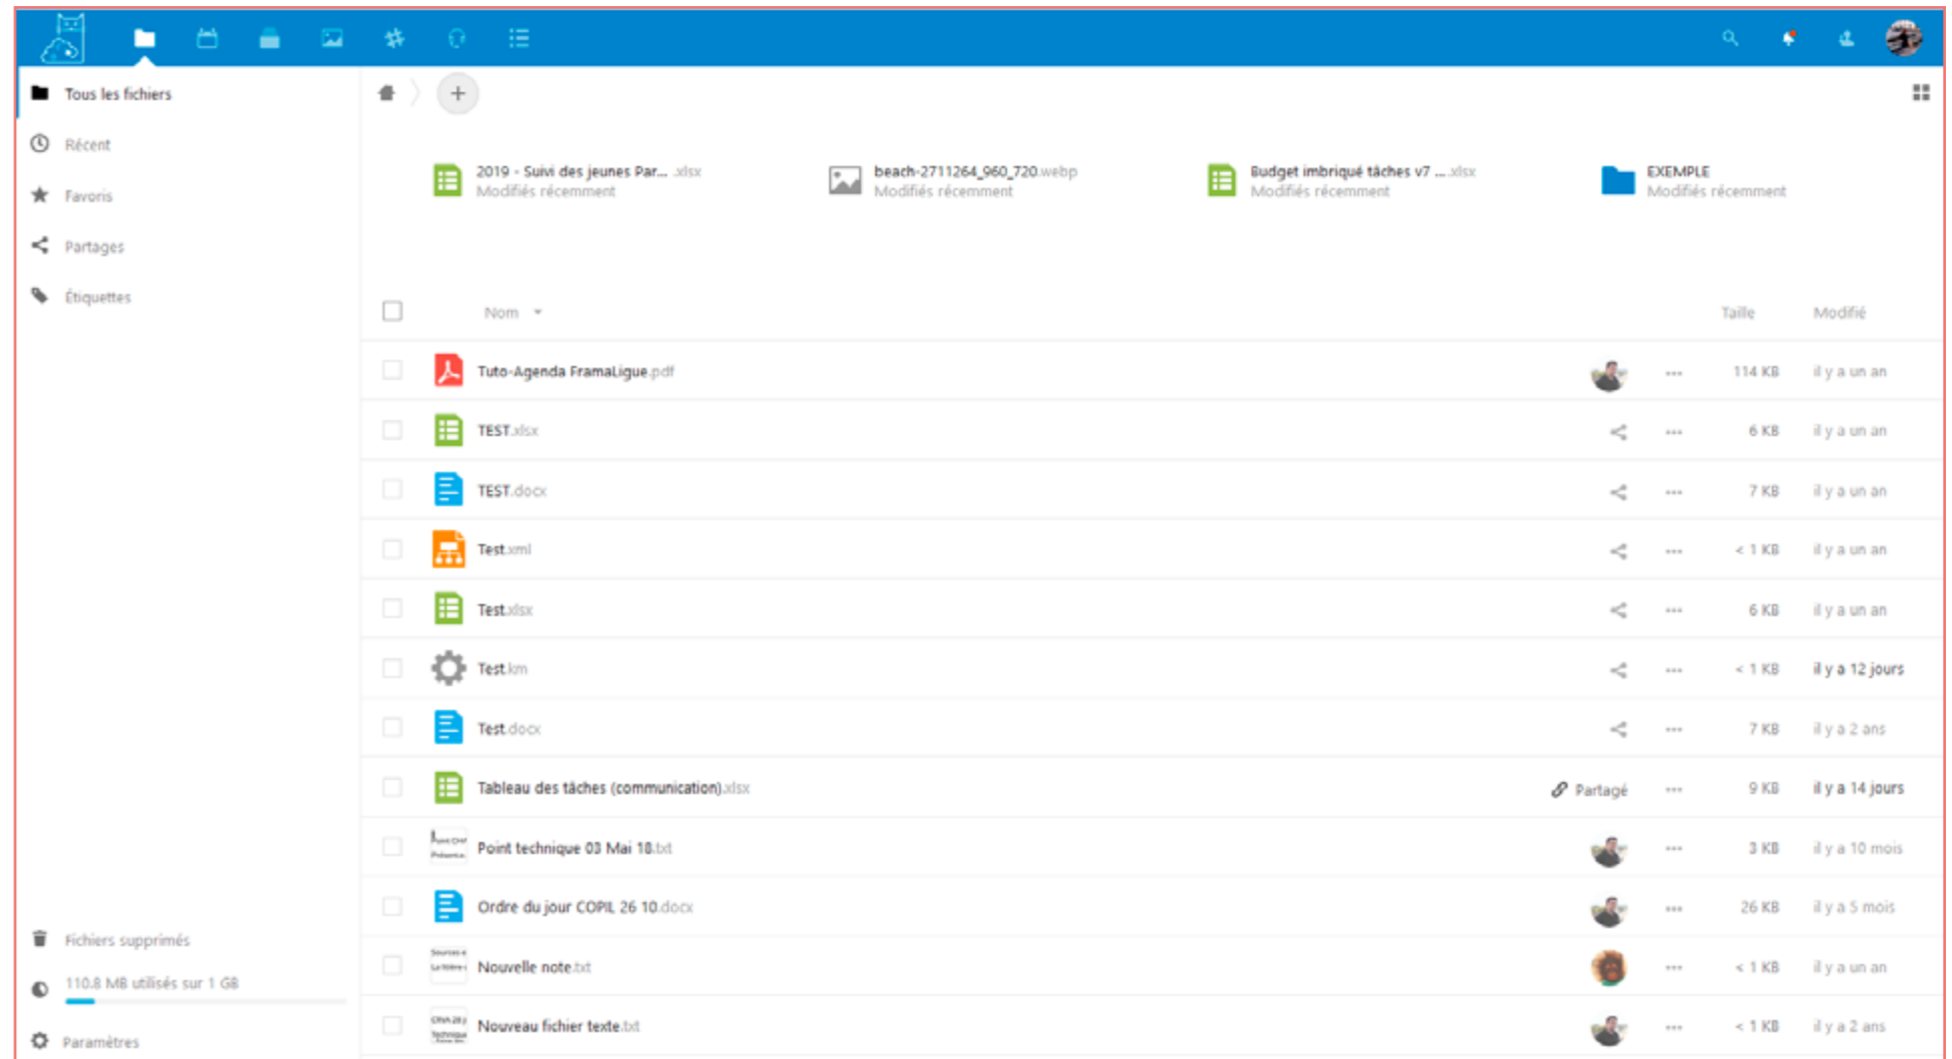 Tous les fichiers
Récent
Favoris
Partages
Étiquettes
Fichiers supprimés
110.8 MB utilisés sur 1 GB
Paramètres
2019 - Suivi des jeunes Par... .xlsx
Modifiés récemment
beach-2711264_960_720.webp
Modifiés récemment
Budget imbriqué tâches v7 ... .xlsx
Modifiés récemment
EXEMPLE
Modifiés récemment
Nom Taille Modifié
Tuto-Agenda FramaLigue.pdf 114 KB il y a un an
TEST.xlsx 6 KB il y a un an
TEST.docx 7 KB il y a un an
Test.xml < 1 KB il y a un an
Test.xlsx 6 KB il y a un an
Test.km < 1 KB il y a 12 jours
Test.docx 7 KB il y a 2 ans
Tableau des tâches (communication).xlsx Partagé 9 KB il y a 14 jours
Point technique 03 Mai 18.txt 3 KB il y a 10 mois
Ordre du jour COPIL 26 10.docx 26 KB il y a 5 mois
Nouvelle note.txt < 1 KB il y a un an
Nouveau fichier texte.txt < 1 KB il y a 2 ans